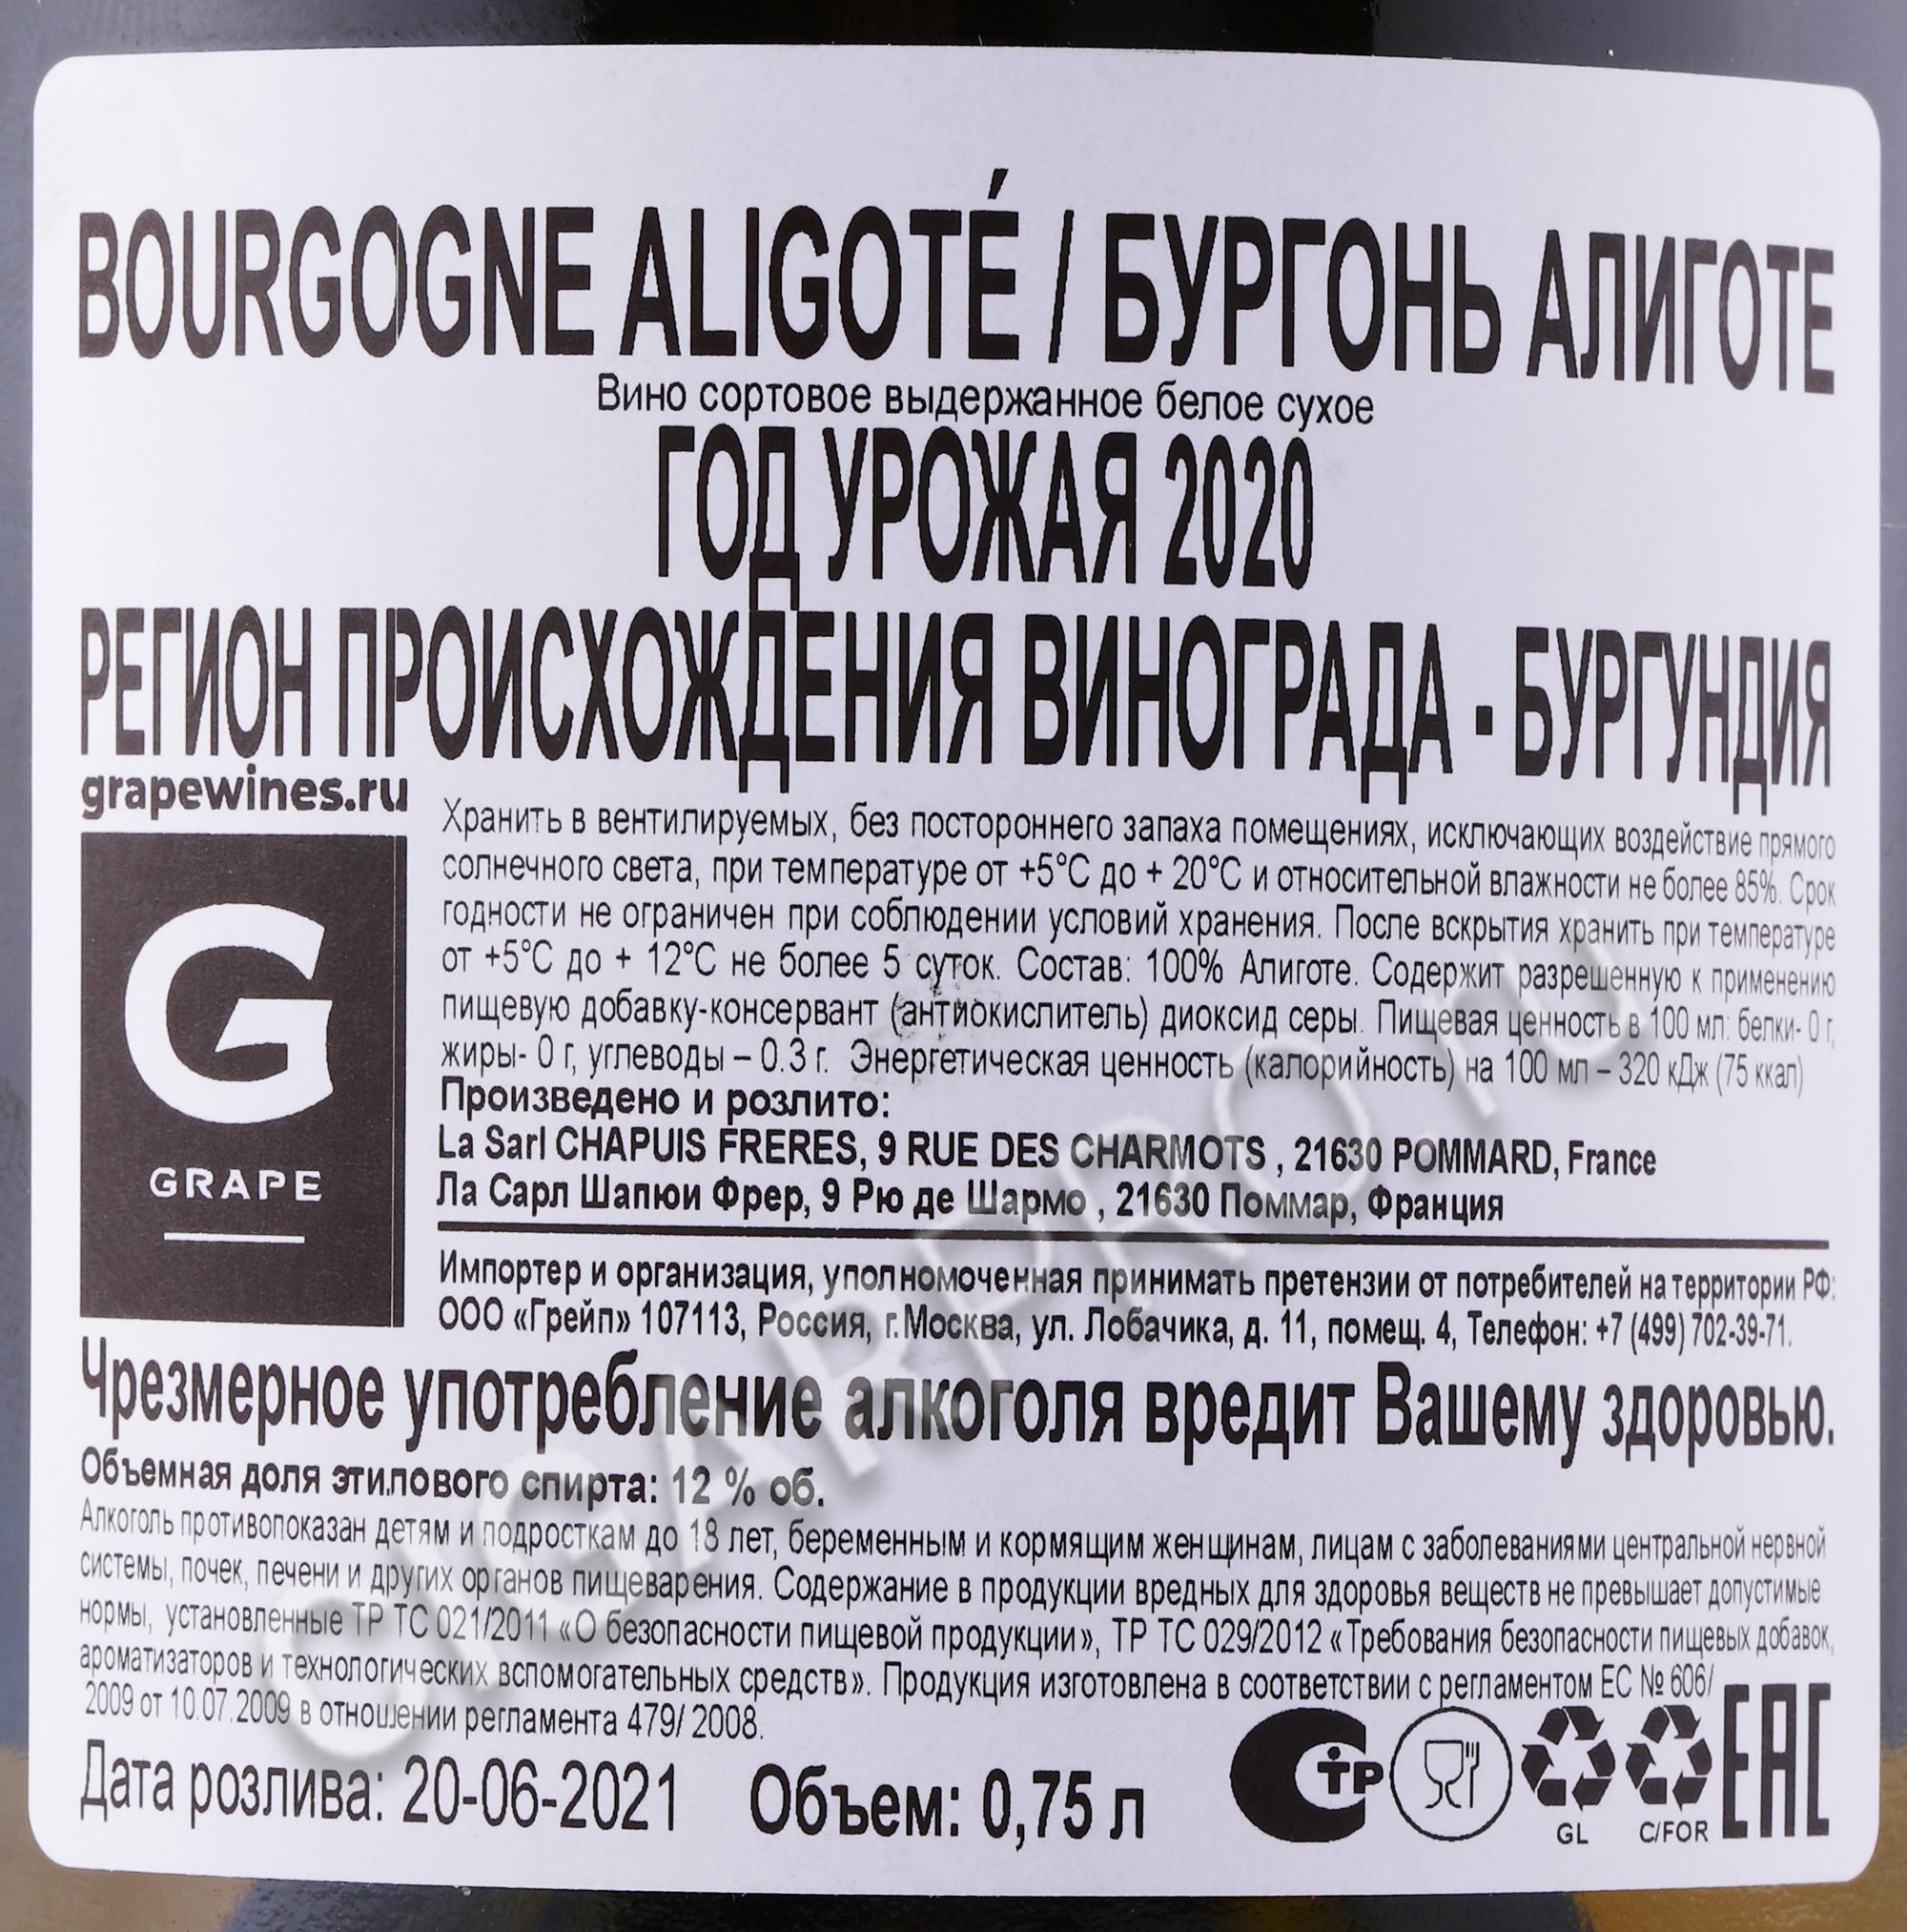 BOURGOGNE ALIGOTÉ / БУРГОНЬ АЛИГОТЕ
Вино сортовое выдержанное белое сухое
ГОД УРОЖАЯ 2020
РЕГИОН ПРОИСХОЖДЕНИЯ ВИНОГРАДА - БУРГУНДИЯ
grapewines.ru
G
GRAPE
Хранить в вентилируемых, без постороннего запаха помещениях, исключающих воздействие прямого
солнечного света, при температуре от +5°С до + 20°С и относительной влажности не более 85%. Срок
годности не ограничен при соблюдении условий хранения. После вскрытия хранить при температуре
от +5°С до + 12°С не более 5 суток. Состав: 100% Алиготе. Содержит разрешенную к применению
пищевую добавку-консервант (антиокислитель) диоксид серы. Пищевая ценность в 100 мл: белки- 0 г,
жиры- 0 г, углеводы – 0.3 г. Энергетическая ценность (калорийность) на 100 мл – 320 кДж (75 ккал)
Произведено и розлито:
La Sarl CHAPUIS FRERES, 9 RUE DES CHARMOTS , 21630 POMMARD, France
Ла Сарл Шапюи Фрер, 9 Рю де Шармо , 21630 Поммар, Франция
Импортер и организация, уполномоченная принимать претензии от потребителей на территории РФ:
ООО «Грейп» 107113, Россия, г.Москва, ул. Лобачика, д. 11, помещ. 4, Телефон: +7 (499) 702-39-71.
Чрезмерное употребление алкоголя вредит Вашему здоровью.
Объемная доля этилового спирта: 12 % об.
Алкоголь противопоказан детям и подросткам до 18 лет, беременным и кормящим женщинам, лицам с заболеваниями центральной нервной
системы, почек, печени и других органов пищеварения. Содержание в продукции вредных для здоровья веществ не превышает допустимые
нормы, установленные ТР ТС 021/2011 «О безопасности пищевой продукции», ТР ТС 029/2012 «Требования безопасности пищевых добавок,
ароматизаторов и технологических вспомогательных средств». Продукция изготовлена в соответствии с регламентом ЕС № 606/
2009 от 10.07.2009 в отношении регламента 479/ 2008.
Дата розлива: 20-06-2021 Объем: 0,75 л
СТР
GL
C/FOR
ЕАС
CIGARPRO.ru